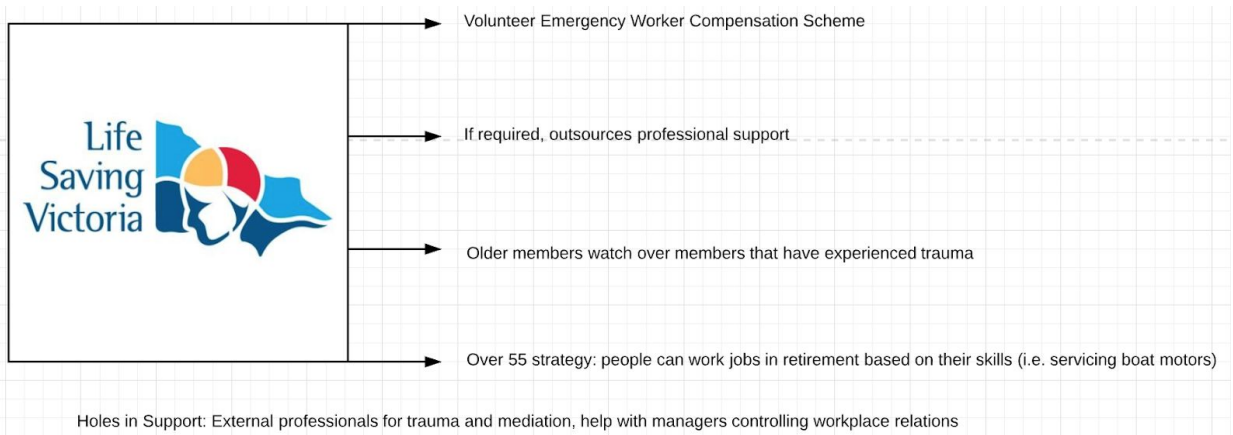 Volunteer Emergency Worker Compensation Scheme
If required, outsources professional support
Life
Saving
Victoria
Older members watch over members that have experienced trauma
Over 55 strategy: people can work jobs in retirement based on their skills (i.e. servicing boat motors)
Holes in Support: External professionals for trauma and mediation, help with managers controlling workplace relations